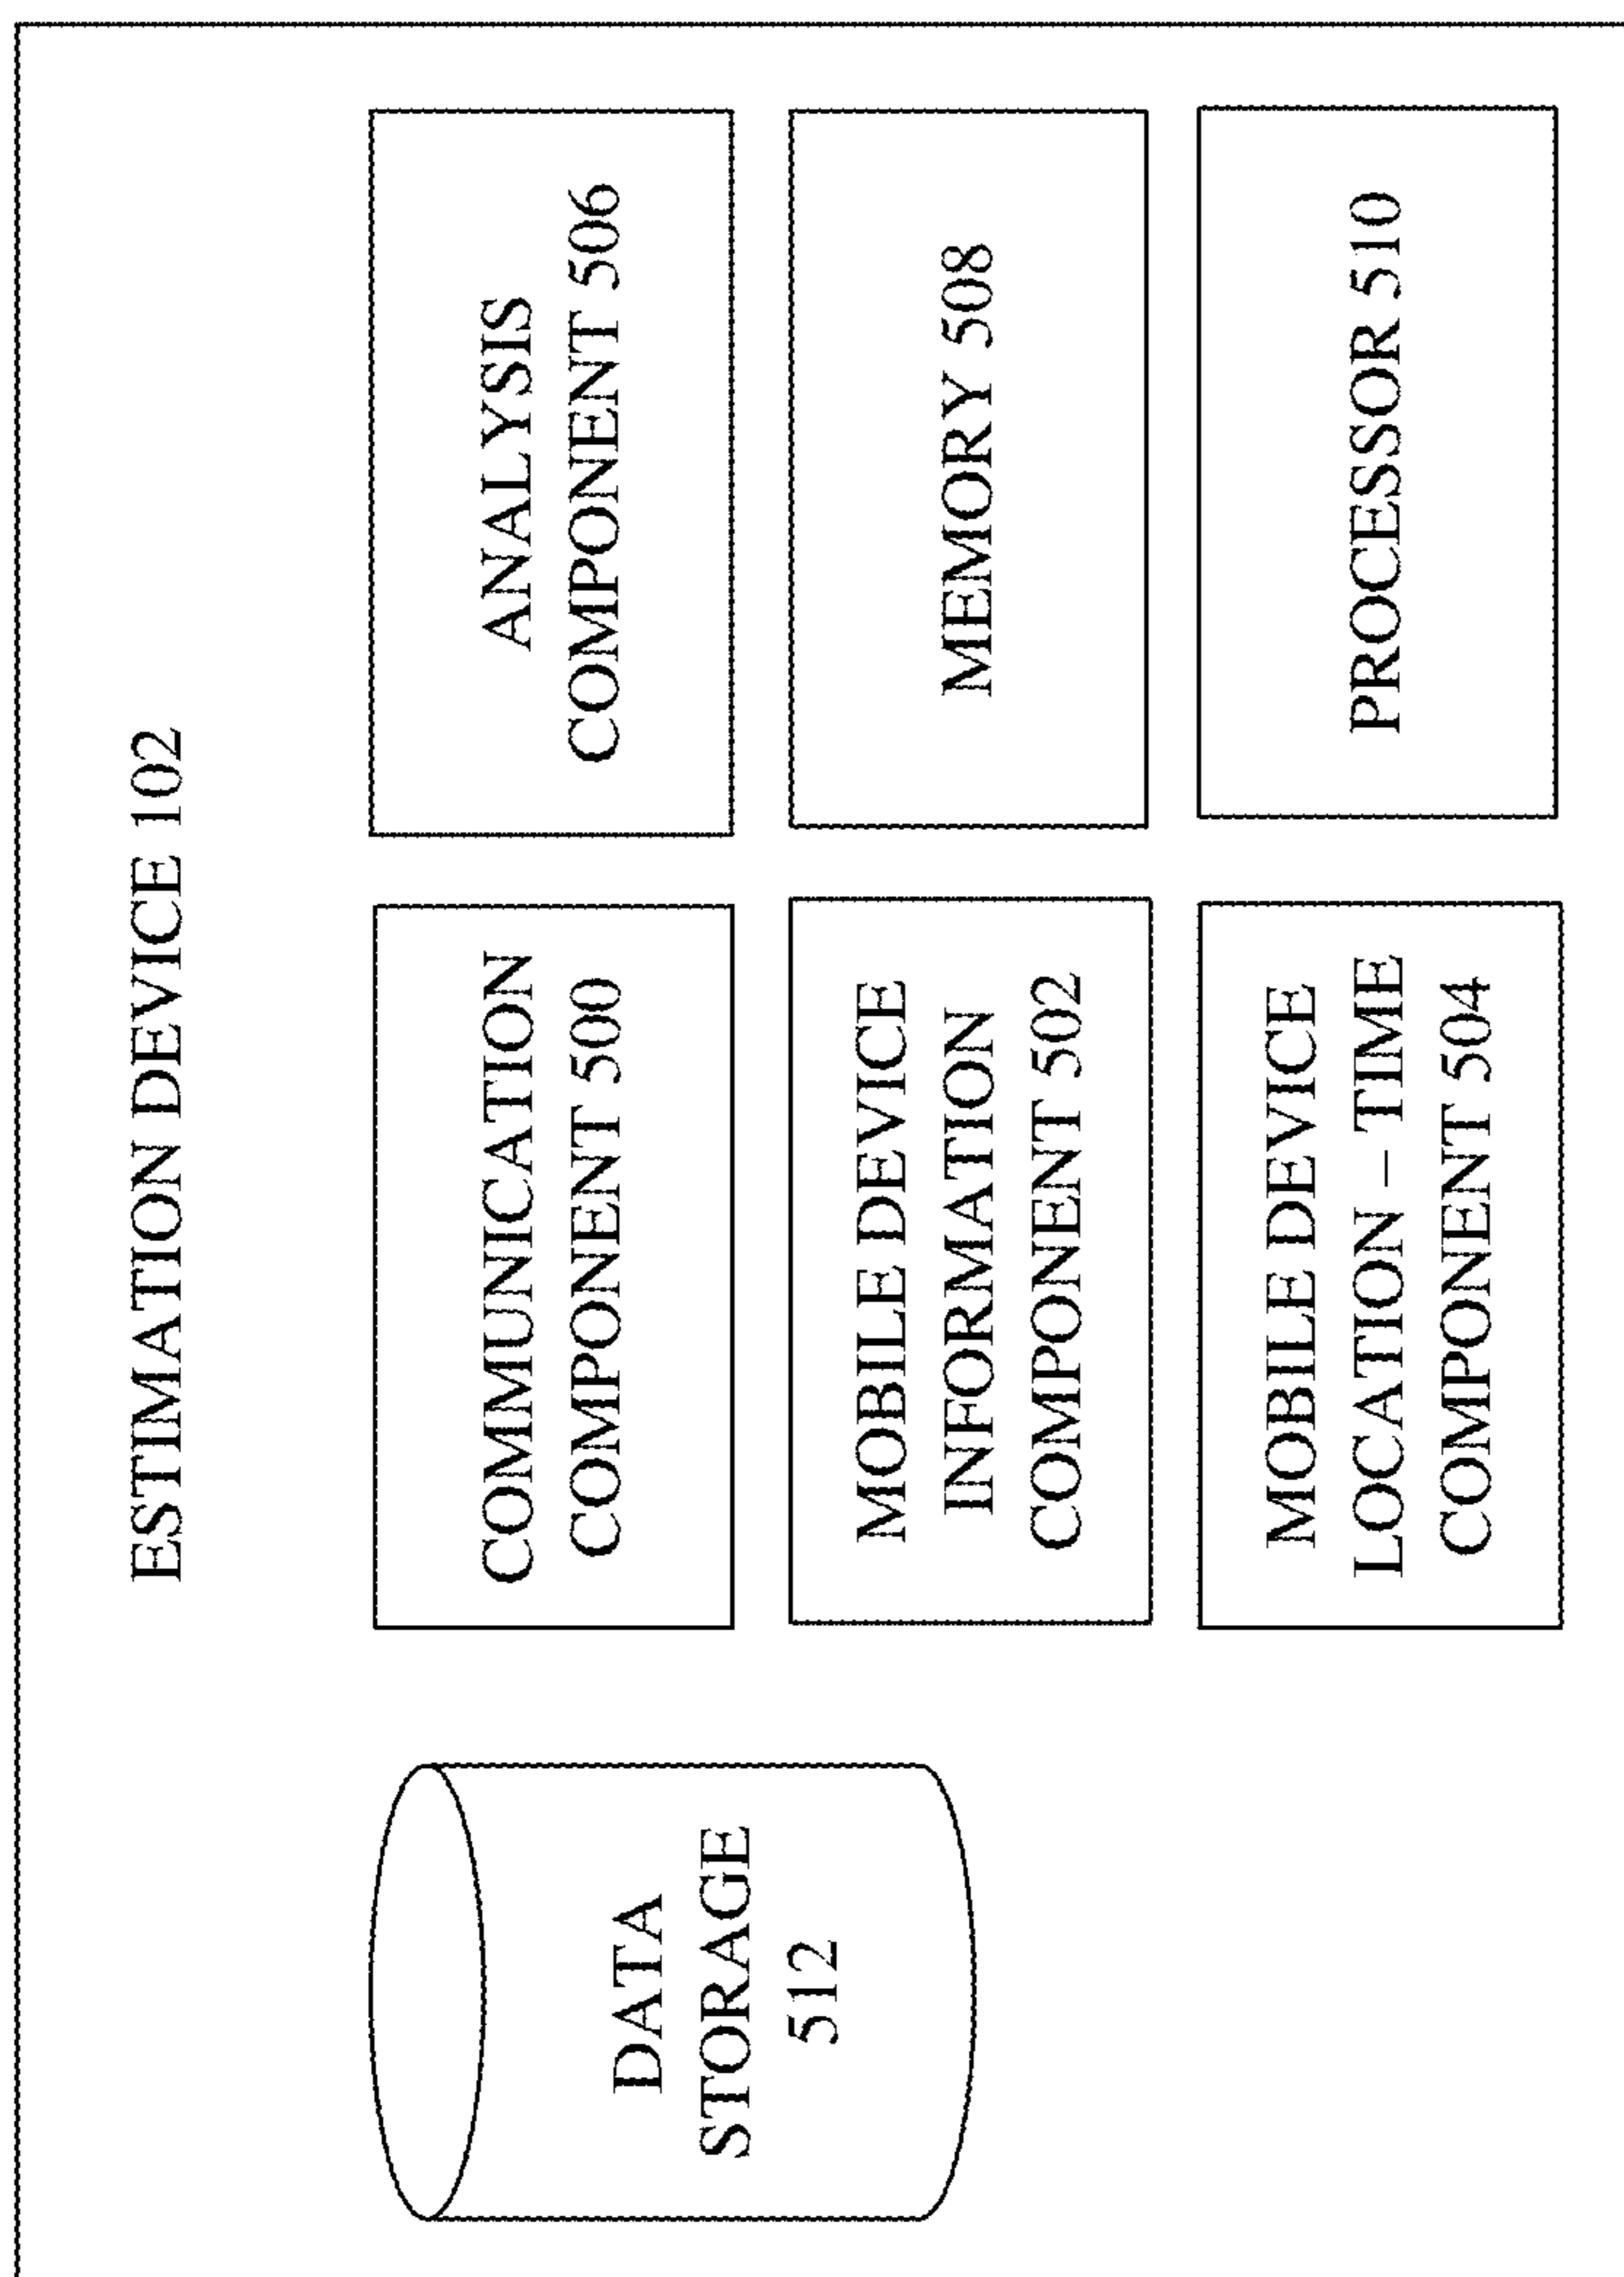 ESTIMATION DEVICE 102
DATA
STORAGE
512
COMMUNICATION
COMPONENT 500
MOBILE DEVICE
INFORMATION
COMPONENT 502
MOBILE DEVICE
LOCATION – TIME
COMPONENT 504
ANALYSIS
COMPONENT 506
MEMORY 508
PROCESSOR 510